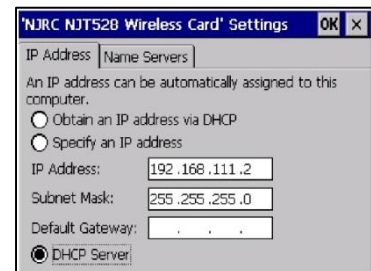 'NJRC NJT528 Wireless Card' Settings OK ×
IP Address Name Servers
An IP address can be automatically assigned to this
computer.
Obtain an IP address via DHCP
Specify an IP address
IP Address: 192 .168 .111 .2
Subnet Mask: 255 .255 .255 .0
Default Gateway: . . .
DHCP Server